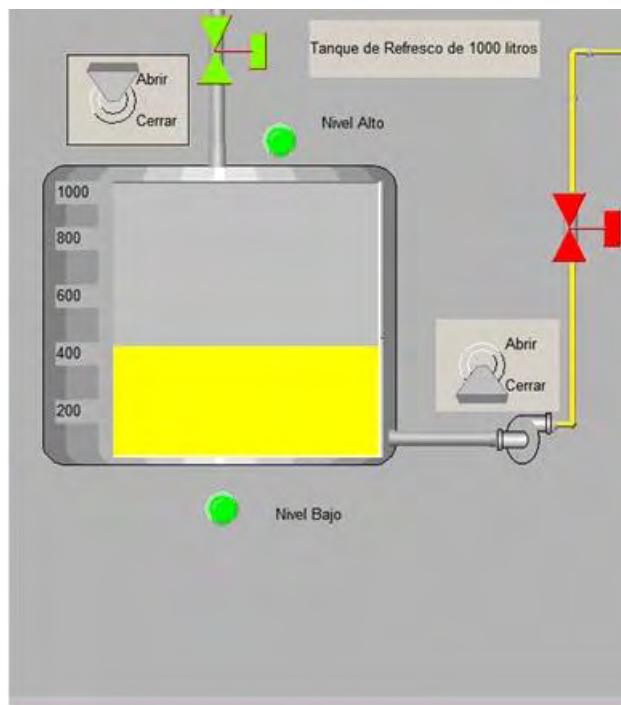 Tanque de Refresco de 1000 litros
Abrir
Cerrar
Nivel Alto
1000
800
600
400
200
Abrir
Cerrar
Nivel Bajo